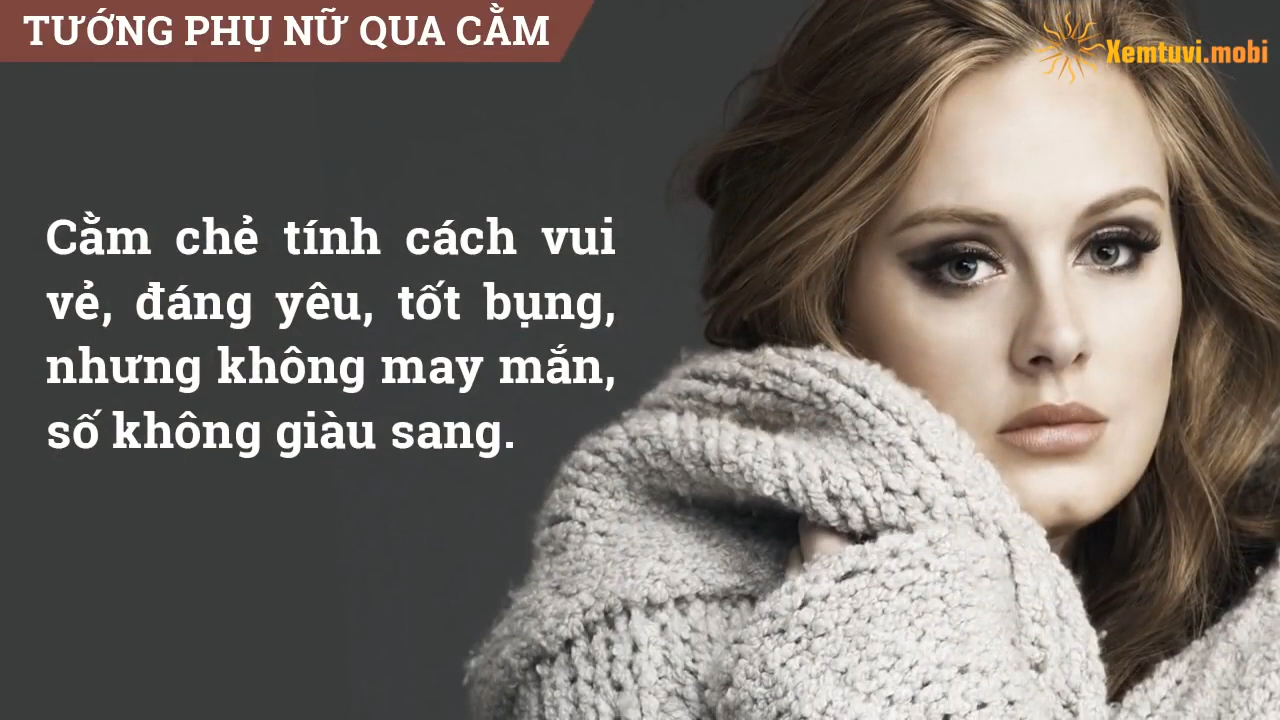 TƯỚNG PHỤ NỮ QUA CẰM
Xemtuvi.mobi
Cằm chẻ tính cách vui
vẻ, đáng yêu, tốt bụng,
nhưng không may mắn,
số không giàu sang.